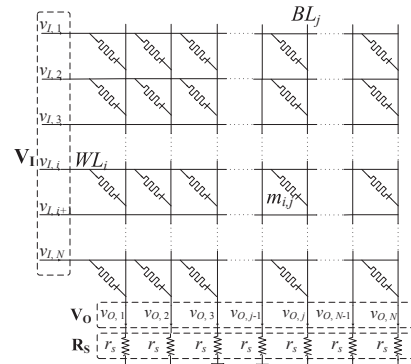 BL_j
v_{I, 1}
v_{I, 2}
v_{I, 3}
V_I
v_{I, i} WL_i
v_{I, i+} m_{i,j}
v_{I, N}
V_O v_{O, 1} v_{O, 2} v_{O, 3} v_{O, j-1} v_{O, j} v_{O, N-1} v_{O, N}
R_S r_s r_s r_s r_s r_s r_s r_s